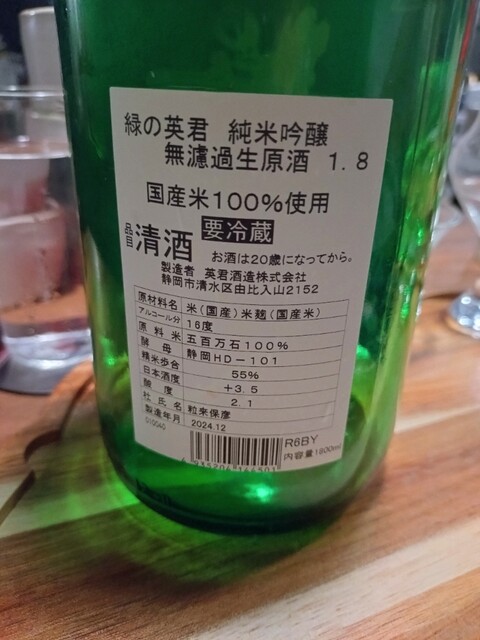 緑の英君 純米吟醸
無濾過生原酒 1.8
国産米100%使用
品目 清酒 要冷蔵
お酒は20歳になってから。
製造者 英君酒造株式会社
静岡市清水区由比入山2152
原材料名 米(国産)米麹(国産米)
アルコール分 16度
原料米 五百万石100%
酵母 静岡HD-101
精米歩合 55%
日本酒度 +3.5
酸度 2.1
杜氏名 粒来保彦
製造年月 2024.12
010040
R6BY
内容量1800ml